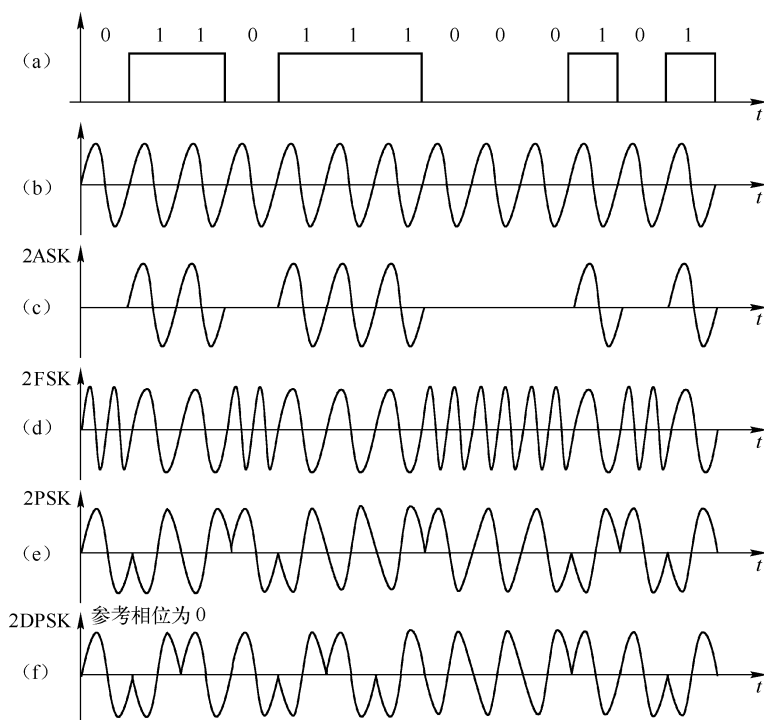 0 1 1 0 1 1 1 0 0 0 1 0 1
（a）
t
（b）
t
2ASK
（c）
t
2FSK
（d）
t
2PSK
（e）
t
2DPSK 参考相位为 0
（f）
t